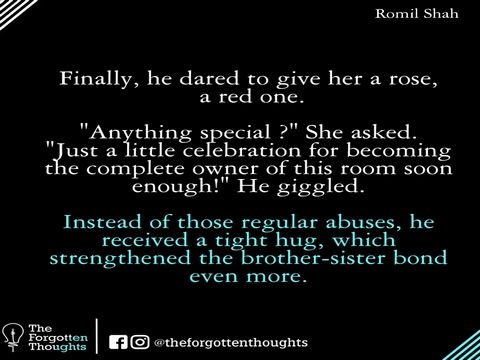 Romil Shah
Finally, he dared to give her a rose,
a red one.
"Anything special ?" She asked.
"Just a little celebration for becoming
the complete owner of this room soon
enough!" He giggled.
Instead of those regular abuses, he
received a tight hug, which
strengthened the brother-sister bond
even more.
The
Forgotten
Thoughts
@theforgottenthoughts